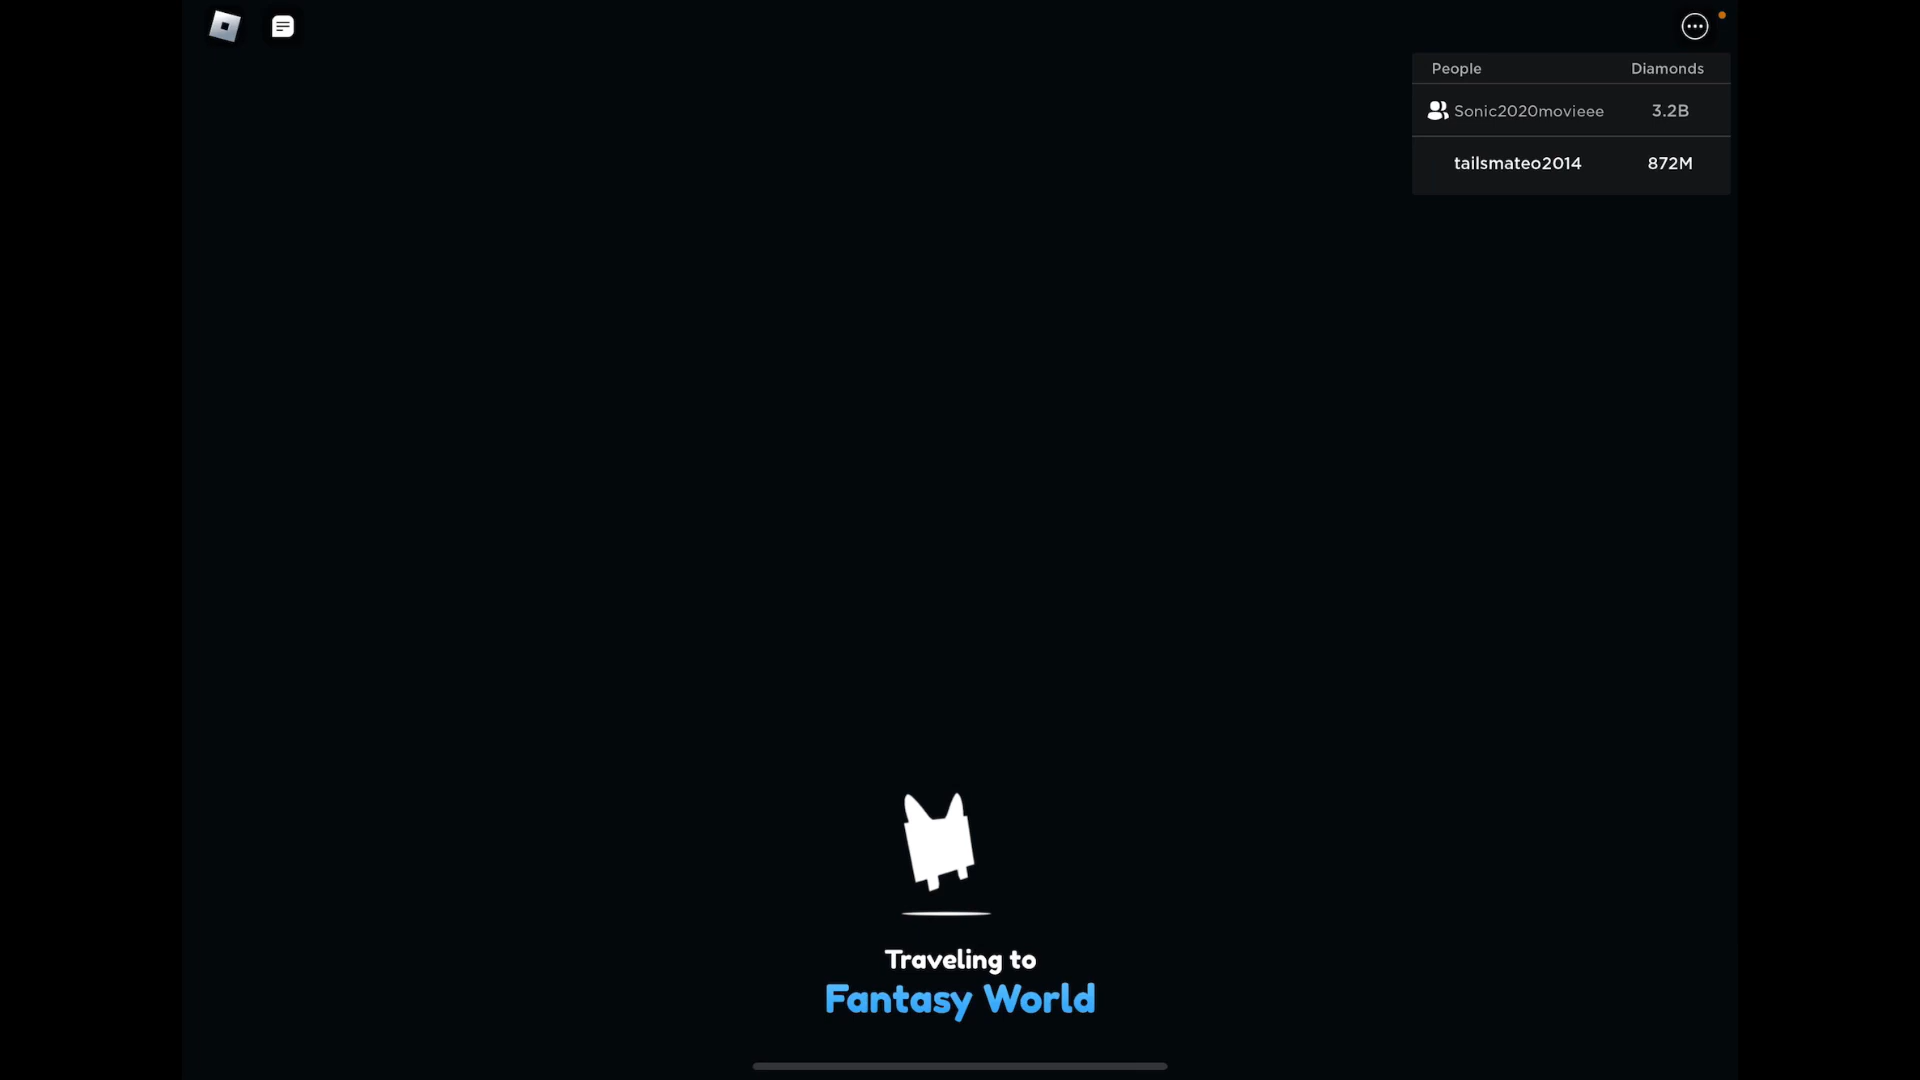 People Diamonds
Sonic2020movieee 3.2B
tailsmateo2014 872M
Traveling to
Fantasy World